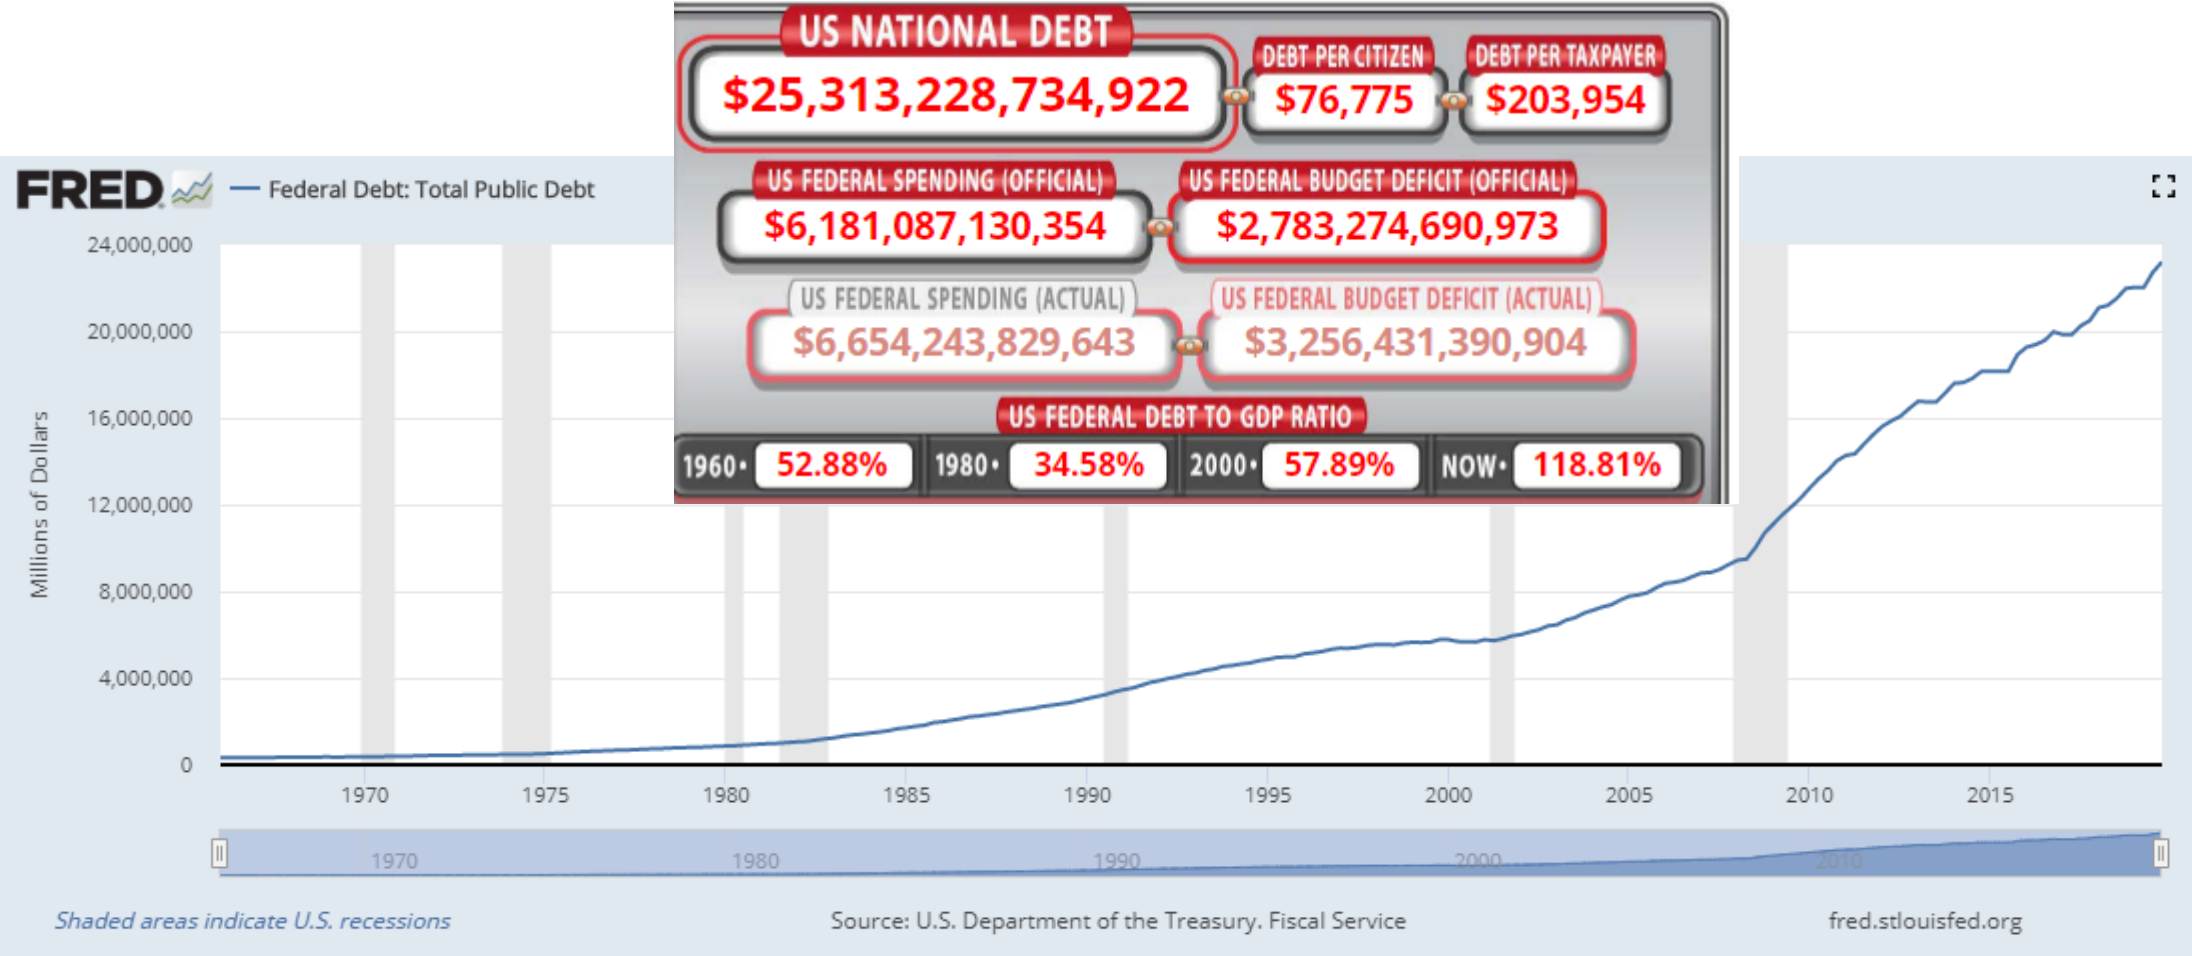 US NATIONAL DEBT
$25,313,228,734,922
DEBT PER CITIZEN
$76,775
DEBT PER TAXPAYER
$203,954
US FEDERAL SPENDING (OFFICIAL)
$6,181,087,130,354
US FEDERAL BUDGET DEFICIT (OFFICIAL)
$2,783,274,690,973
US FEDERAL SPENDING (ACTUAL)
$6,654,243,829,643
US FEDERAL BUDGET DEFICIT (ACTUAL)
$3,256,431,390,904
US FEDERAL DEBT TO GDP RATIO
1960• 52.88% 1980• 34.58% 2000• 57.89% NOW• 118.81%
FRED
Federal Debt: Total Public Debt
Millions of Dollars
24,000,000
20,000,000
16,000,000
12,000,000
8,000,000
4,000,000
0
1970 1975 1980 1985 1990 1995 2000 2005 2010 2015
1970 1980 1990 2000 2010
Shaded areas indicate U.S. recessions
Source: U.S. Department of the Treasury. Fiscal Service
fred.stlouisfed.org